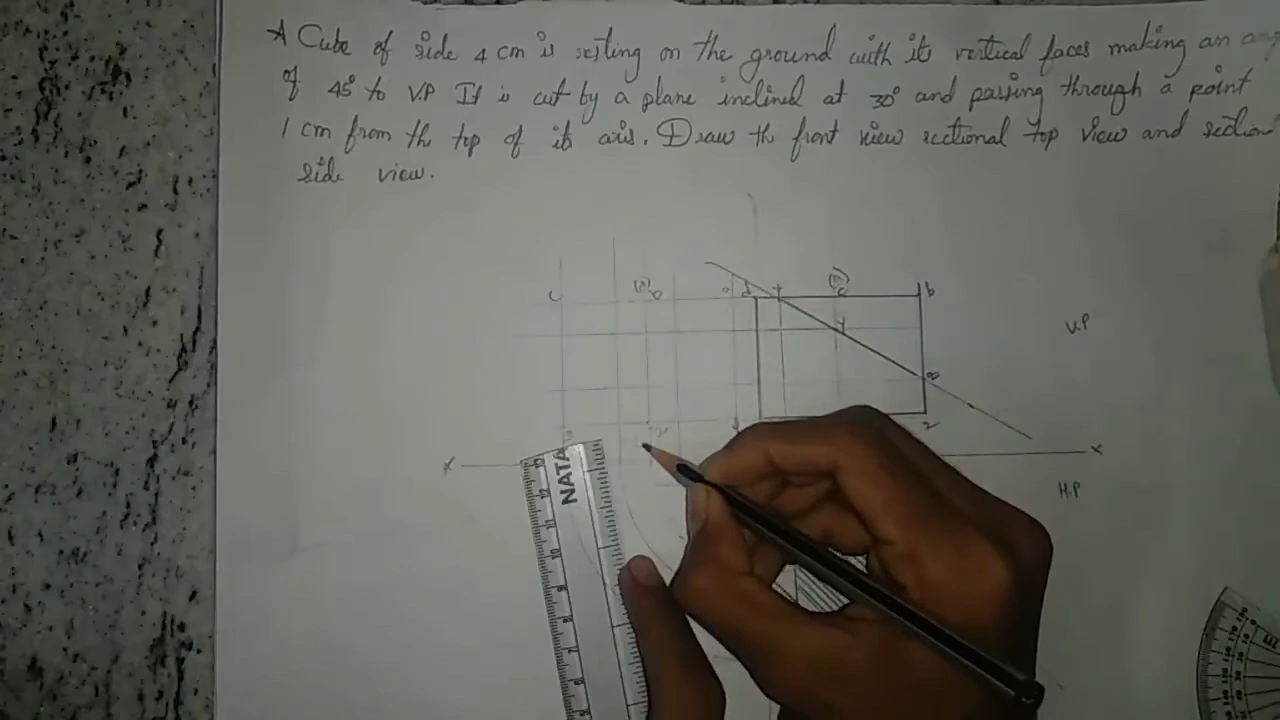 A Cube of side 4 cm is resting on the ground with its vertical faces making an ang
of 45° to V.P It is cut by a plane inclined at 30° and passing through a point
1 cm from the top of its axis. Draw the front view sectional top view and section
side view.
b
V.P
2
X X
H.P
NATA